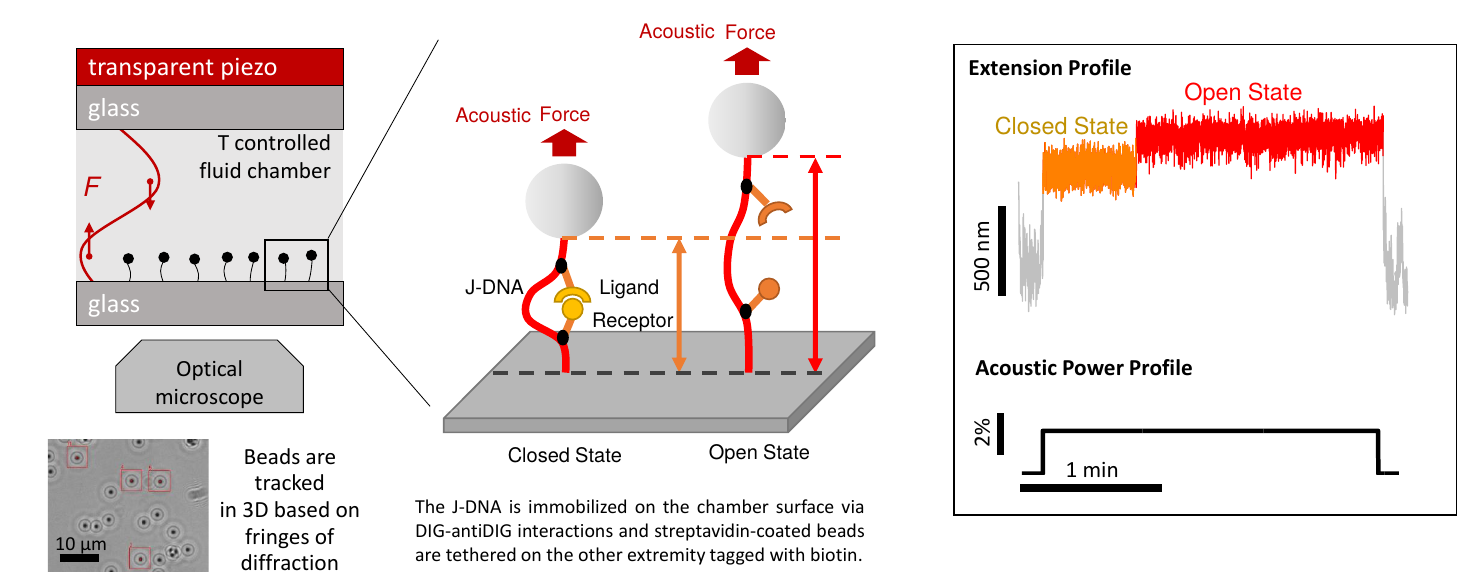 transparent piezo
glass
T controlled
fluid chamber
F
glass
Optical
microscope
10 µm
Beads are
tracked
in 3D based on
fringes of
diffraction
Acoustic Force
Acoustic Force
J-DNA
Ligand
Receptor
Closed State
Open State
The J-DNA is immobilized on the chamber surface via
DIG-antiDIG interactions and streptavidin-coated beads
are tethered on the other extremity tagged with biotin.
Extension Profile
Open State
Closed State
500 nm
Acoustic Power Profile
2%
1 min